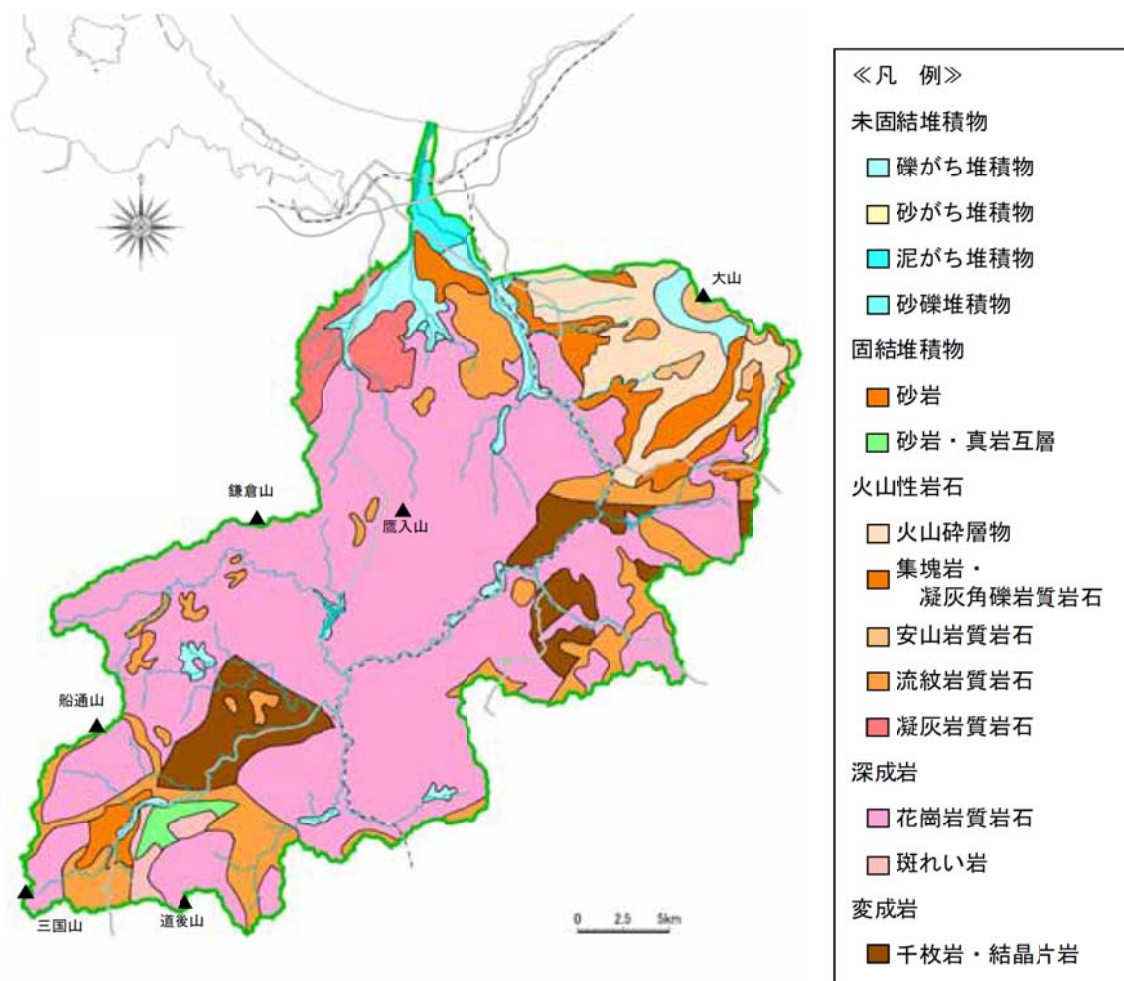 大山
鎌倉山
鷹入山
船通山
三国山
道後山
0 2.5 5km
≪凡 例≫
未固結堆積物
礫がち堆積物
砂がち堆積物
泥がち堆積物
砂礫堆積物
固結堆積物
砂岩
砂岩・真岩互層
火山性岩石
火山砕層物
集塊岩・
凝灰角礫岩質岩石
安山岩質岩石
流紋岩質岩石
凝灰岩質岩石
深成岩
花崗岩質岩石
斑れい岩
変成岩
千枚岩・結晶片岩